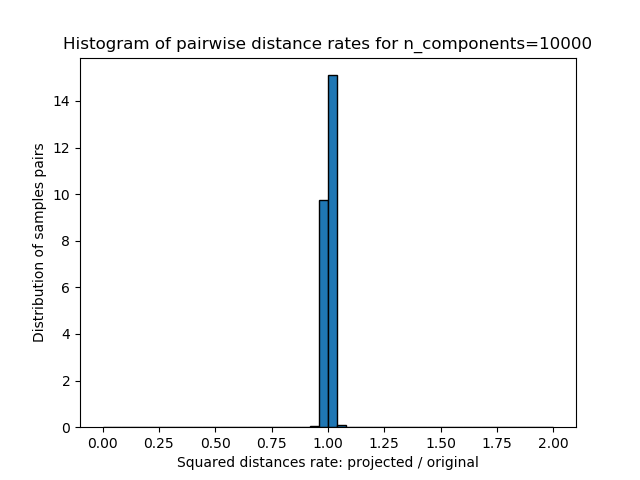 Histogram of pairwise distance rates for n_components=10000
Distribution of samples pairs
14
12
10
8
6
4
2
0
0.00 0.25 0.50 0.75 1.00 1.25 1.50 1.75 2.00
Squared distances rate: projected / original